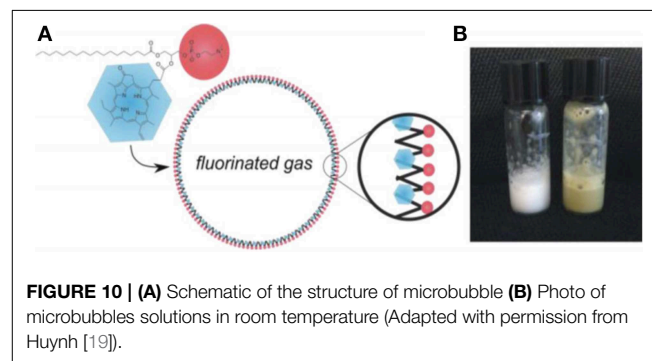 A
B
fluorinated gas
FIGURE 10 | (A) Schematic of the structure of microbubble (B) Photo of
microbubbles solutions in room temperature (Adapted with permission from
Huynh [19]).